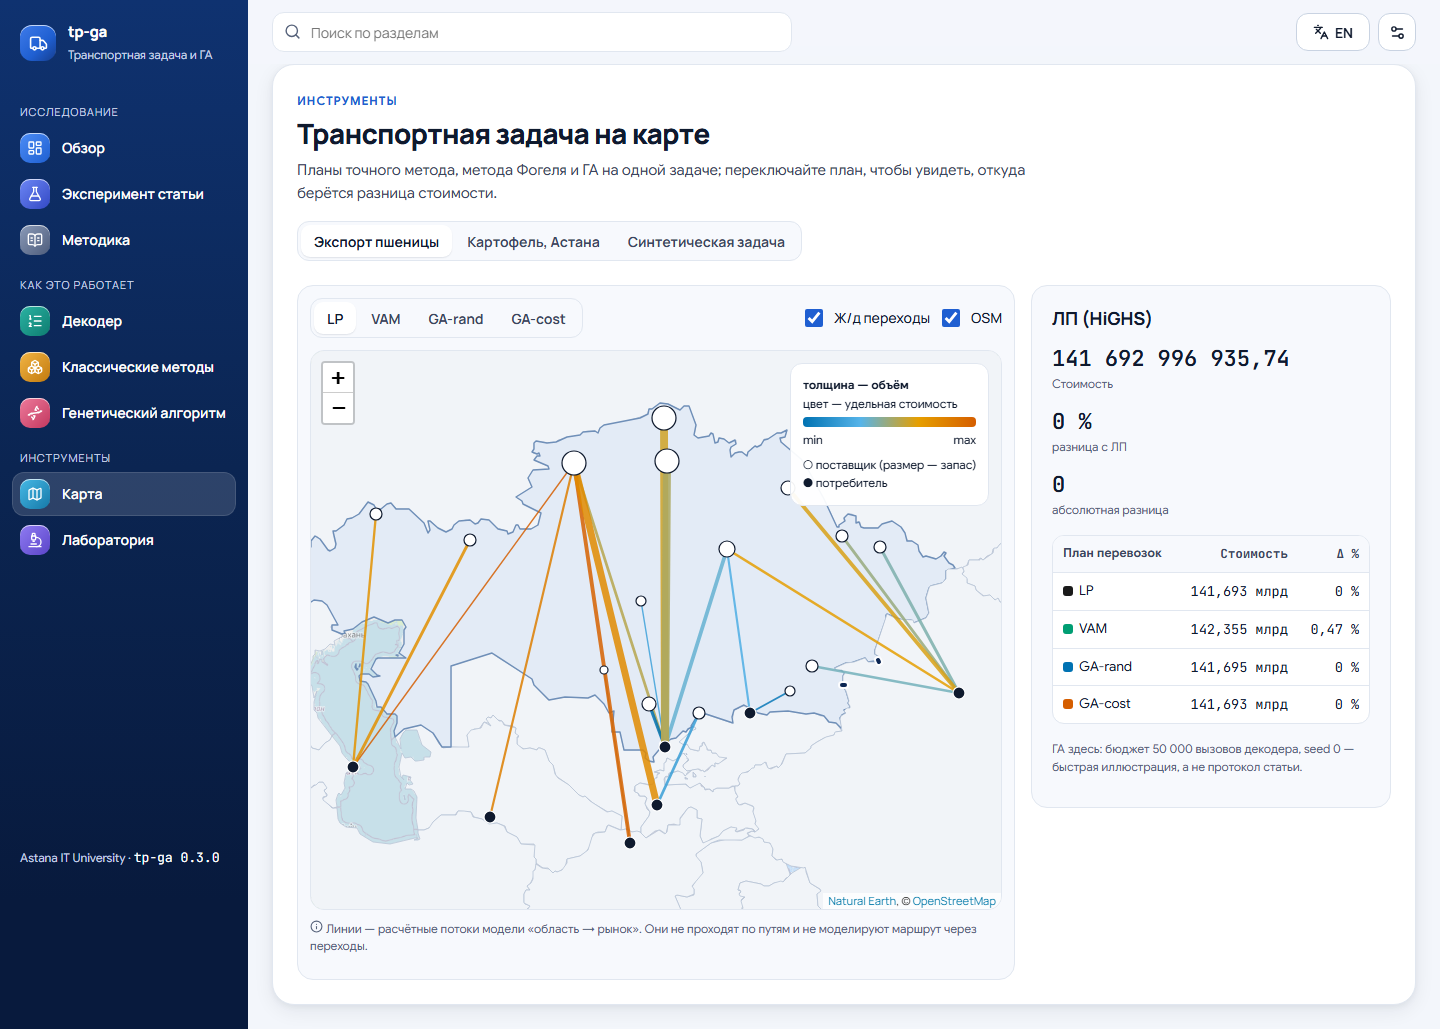 tp-ga
Транспортная задача и ГА
ИССЛЕДОВАНИЕ
Обзор
Эксперимент статьи
Методика
КАК ЭТО РАБОТАЕТ
Декодер
Классические методы
Генетический алгоритм
ИНСТРУМЕНТЫ
Карта
Лаборатория
Astana IT University · tp-ga 0.3.0
Поиск по разделам
EN
ИНСТРУМЕНТЫ
Транспортная задача на карте
Планы точного метода, метода Фогеля и ГА на одной задаче; переключайте план, чтобы увидеть, откуда
берётся разница стоимости.
Экспорт пшеницы Картофель, Астана Синтетическая задача
LP VAM GA-rand GA-cost
Ж/д переходы OSM
+
−
толщина — объём
цвет — удельная стоимость
min max
поставщик (размер — запас)
потребитель
Natural Earth, © OpenStreetMap
Линии — расчётные потоки модели «область → рынок». Они не проходят по путям и не моделируют маршрут через
переходы.
ЛП (HiGHS)
141 692 996 935,74
Стоимость
0 %
разница с ЛП
0
абсолютная разница
План перевозок Стоимость Δ %
LP 141,693 млрд 0 %
VAM 142,355 млрд 0,47 %
GA-rand 141,695 млрд 0 %
GA-cost 141,693 млрд 0 %
ГА здесь: бюджет 50 000 вызовов декодера, seed 0 —
быстрая иллюстрация, а не протокол статьи.